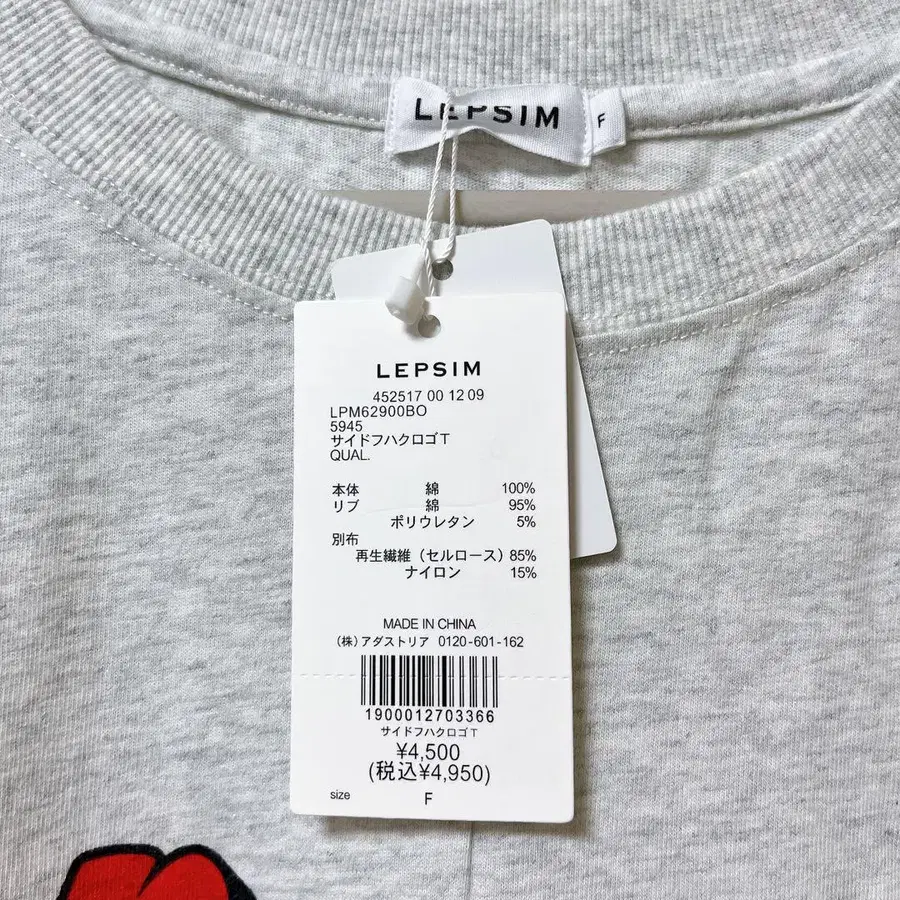 LEPSIM
F
LEPSIM
452517 00 12 09
LPM62900BO
5945
サイドフハクロゴT
QUAL.
本体 綿 100%
リブ 綿 95%
ポリウレタン 5%
別布
再生繊維（セルロース）85%
ナイロン 15%
MADE IN CHINA
（株）アダストリア 0120-601-162
1900012703366
サイドフハクロゴT
¥4,500
(税込¥4,950)
size F